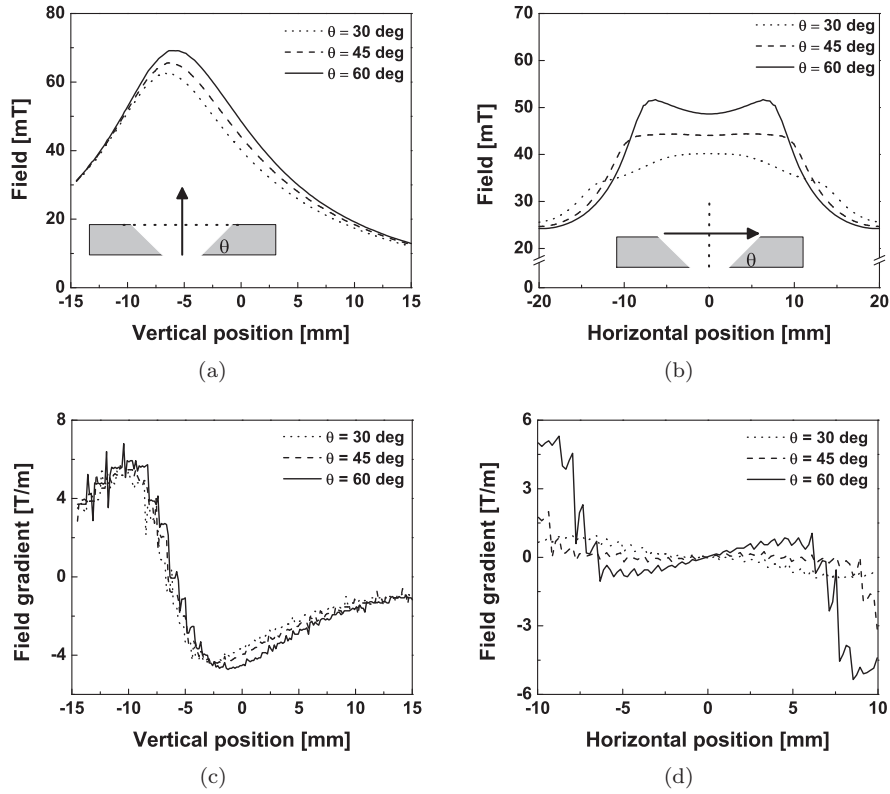 80
60
40
20
0
Field [mT]
θ = 30 deg
θ = 45 deg
θ = 60 deg
θ
-15 -10 -5 0 5 10 15
Vertical position [mm]
(a)
70
60
50
40
30
20
Field [mT]
θ = 30 deg
θ = 45 deg
θ = 60 deg
θ
-20 -10 0 10 20
Horizontal position [mm]
(b)
8
4
0
-4
Field gradient [T/m]
θ = 30 deg
θ = 45 deg
θ = 60 deg
-15 -10 -5 0 5 10 15
Vertical position [mm]
(c)
6
3
0
-3
-6
Field gradient [T/m]
θ = 30 deg
θ = 45 deg
θ = 60 deg
-10 -5 0 5 10
Horizontal position [mm]
(d)